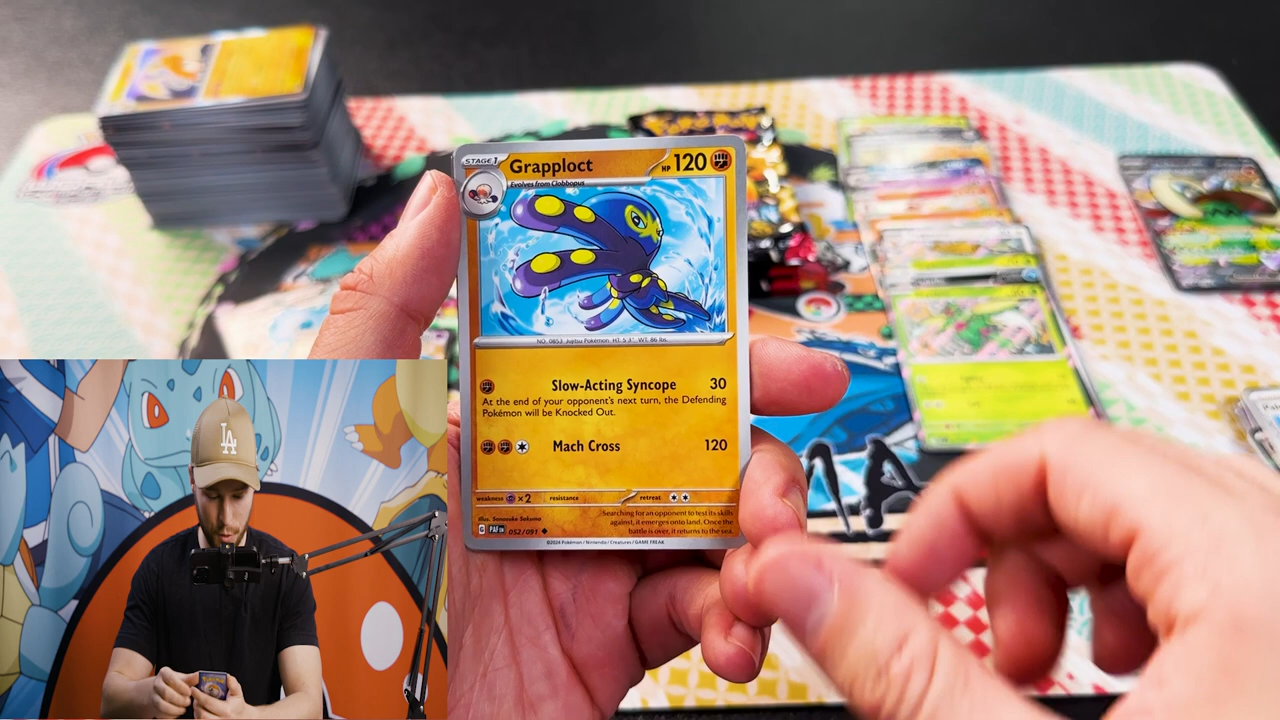 Pokémon
STAGE 1
Grapploct
HP 120
Evolves from Clobbopus
NO. 0853 Jujitsu Pokémon HT: 5'3" WT: 86 lbs.
Slow-Acting Syncope 30
At the end of your opponent's next turn, the Defending
Pokémon will be Knocked Out.
Mach Cross 120
weakness ×2 resistance retreat
Illus. Sanosuke Sakuma
Searching for an opponent to test its skills
against, it emerges onto land. Once the
battle is over, it returns to the sea.
G PAF EN 052/091
©2024 Pokémon / Nintendo / Creatures / GAME FREAK
LA